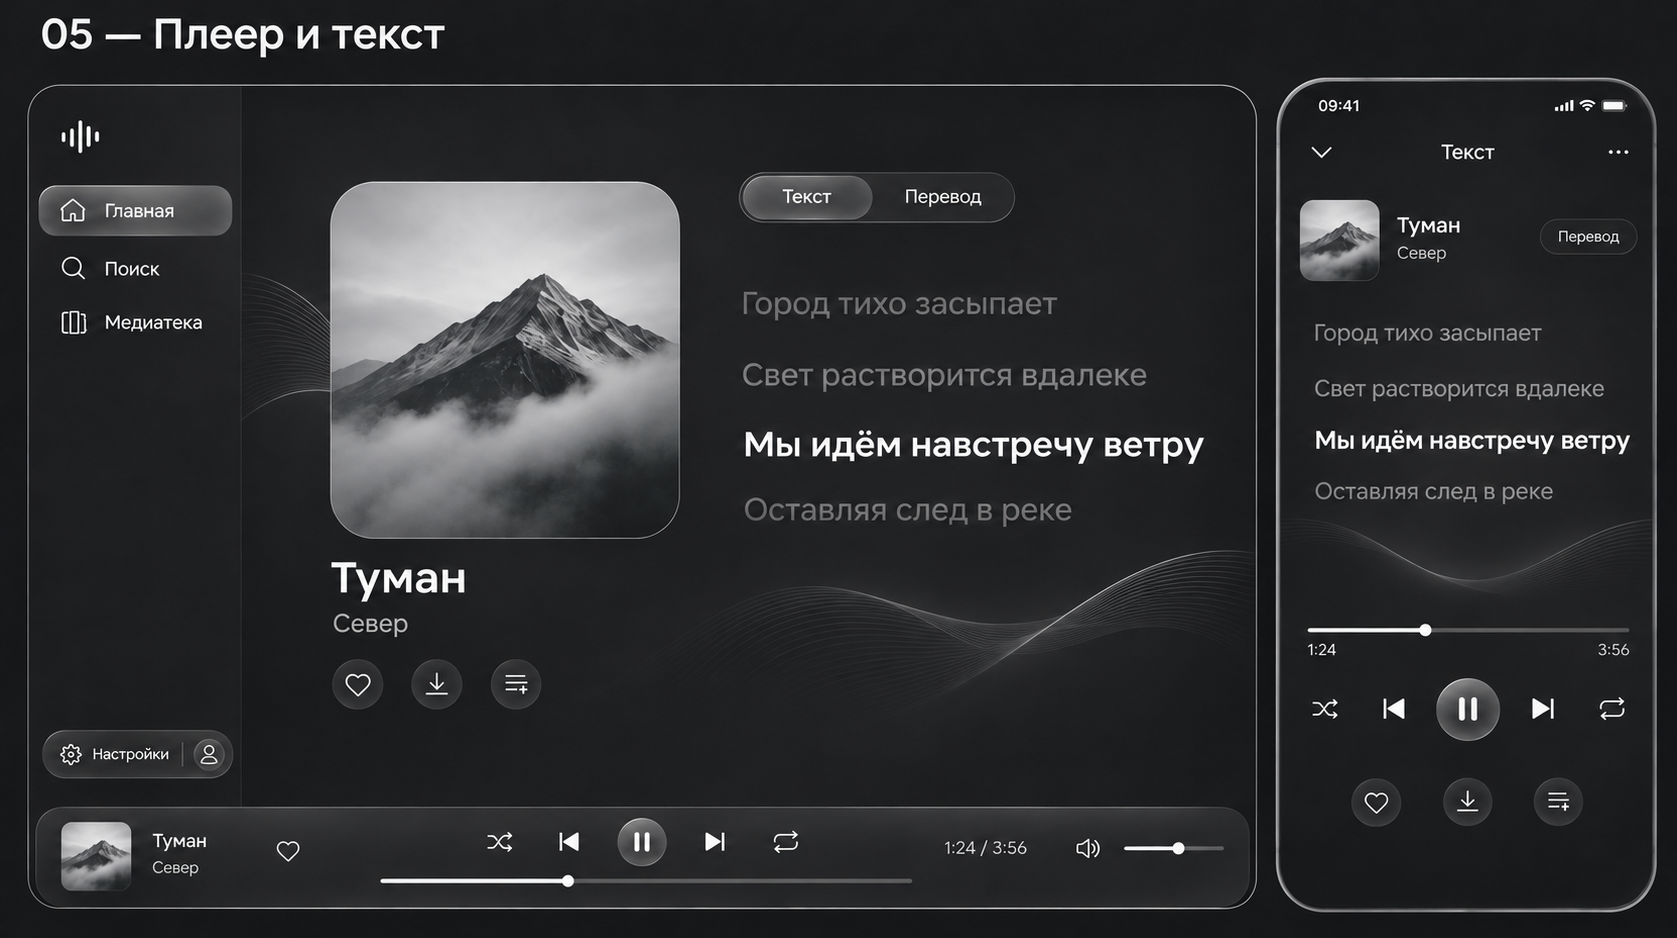 05 — Плеер и текст
Главная
Поиск
Медиатека
Настройки
Текст Перевод
Город тихо засыпает
Свет растворится вдалеке
Мы идём навстречу ветру
Оставляя след в реке
Туман
Север
Туман
Север
1:24 / 3:56
09:41
Текст
Туман
Север
Перевод
Город тихо засыпает
Свет растворится вдалеке
Мы идём навстречу ветру
Оставляя след в реке
1:24 3:56